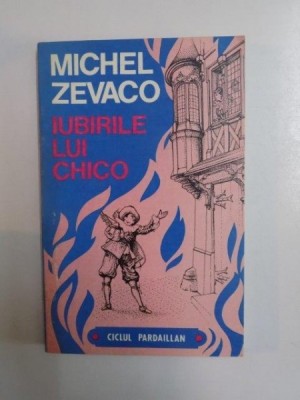 MICHEL
ZEVACO
IUBIRILE
LUI
CHICO
CICLUL PARDAILLAN